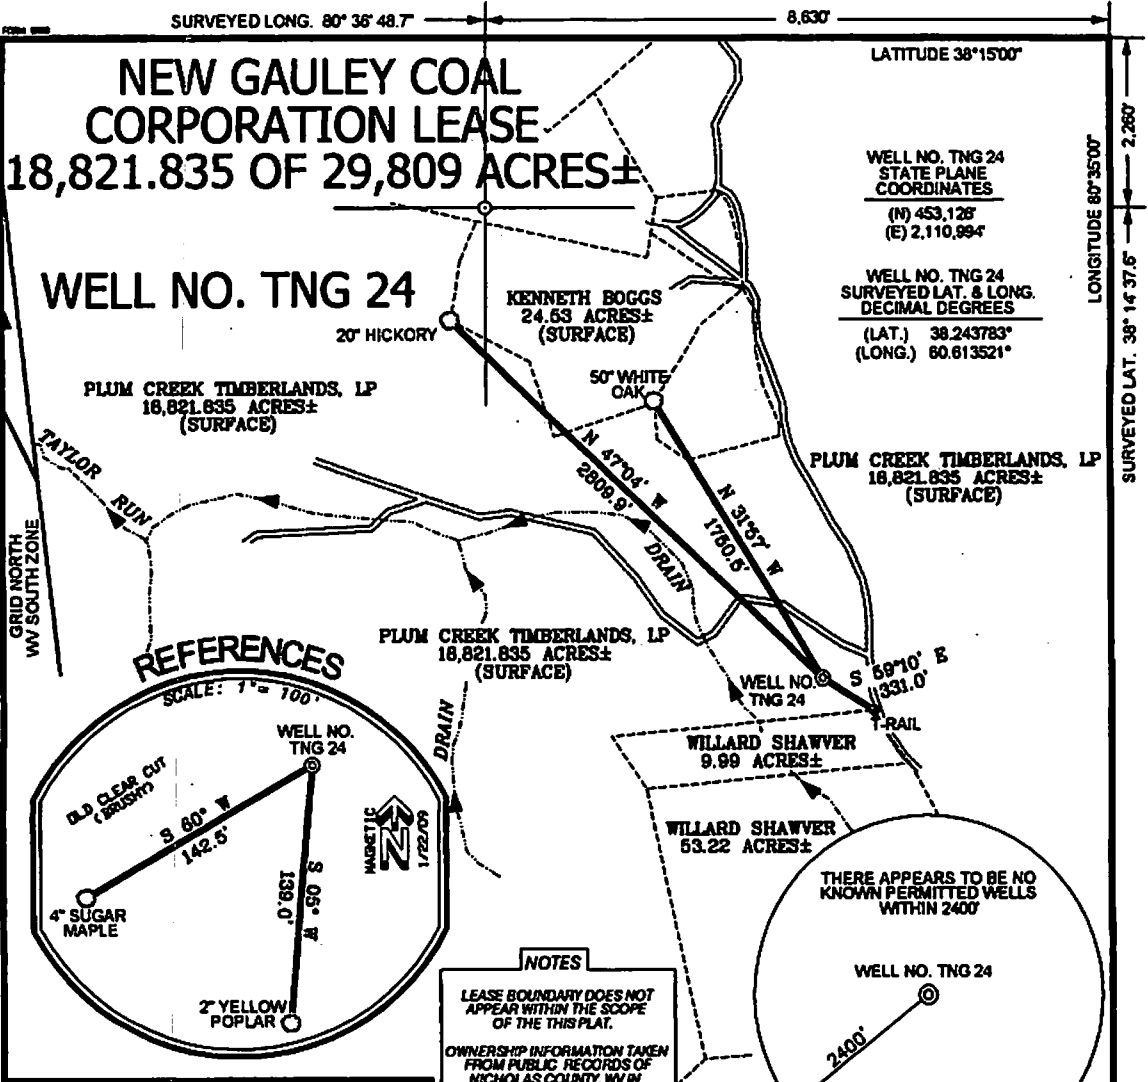 SURVEYED LONG. 80° 36' 48.7"
8,630'
LATITUDE 38°15'00"
2,260'
LONGITUDE 80°35'00"
SURVEYED LAT. 38° 14' 37.6"
NEW GAULEY COAL
CORPORATION LEASE
18,821.835 OF 29,809 ACRES±
WELL NO. TNG 24
STATE PLANE
COORDINATES
(N) 453,126'
(E) 2,110,994'
WELL NO. TNG 24
SURVEYED LAT. & LONG.
DECIMAL DEGREES
(LAT.) 38.243783°
(LONG.) 80.613521°
WELL NO. TNG 24
20" HICKORY
KENNETH BOGGS
24.53 ACRES±
(SURFACE)
50" WHITE
OAK
PLUM CREEK TIMBERLANDS, LP
18,821.835 ACRES±
(SURFACE)
TAYLOR
RUN
N 47°04' W
2809.9'
N 31°57' W
1750.5'
PLUM CREEK TIMBERLANDS, LP
18,821.835 ACRES±
(SURFACE)
DRAIN
GRID NORTH
WV SOUTH ZONE
PLUM CREEK TIMBERLANDS, LP
18,821.835 ACRES±
(SURFACE)
WELL NO.
TNG 24
S 59°10' E
331.0'
T-RAIL
DRAIN
WILLARD SHAWVER
9.99 ACRES±
WILLARD SHAWVER
53.22 ACRES±
REFERENCES
SCALE: 1"= 100'
WELL NO.
TNG 24
OLD CLEAR CUT
(BRUSHY)
S 60° W
142.5'
MAGNETIC
N
1/22/09
S 05° W
139.0'
4" SUGAR
MAPLE
2" YELLOW
POPLAR
NOTES
LEASE BOUNDARY DOES NOT
APPEAR WITHIN THE SCOPE
OF THE THIS PLAT.
OWNERSHIP INFORMATION TAKEN
FROM PUBLIC RECORDS OF
NICHOLAS COUNTY, WV IN
THERE APPEARS TO BE NO
KNOWN PERMITTED WELLS
WITHIN 2400'
WELL NO. TNG 24
2400'